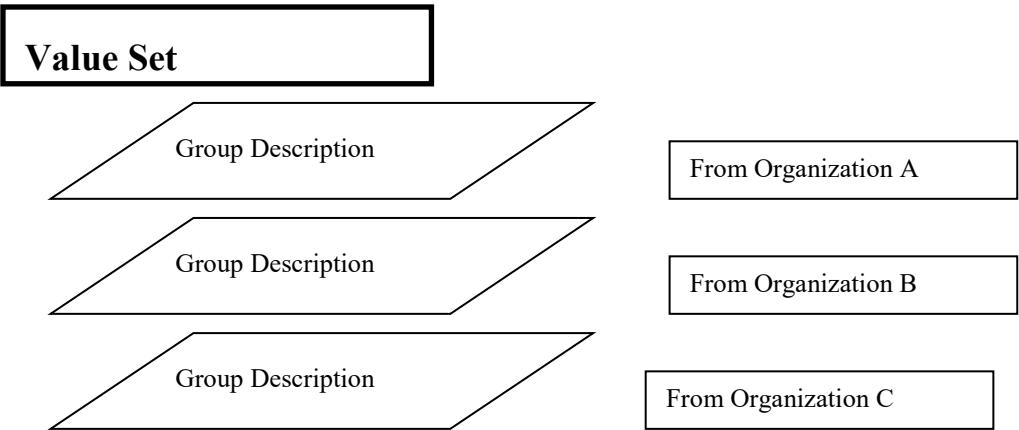 Value Set
Group Description
From Organization A
Group Description
From Organization B
Group Description
From Organization C